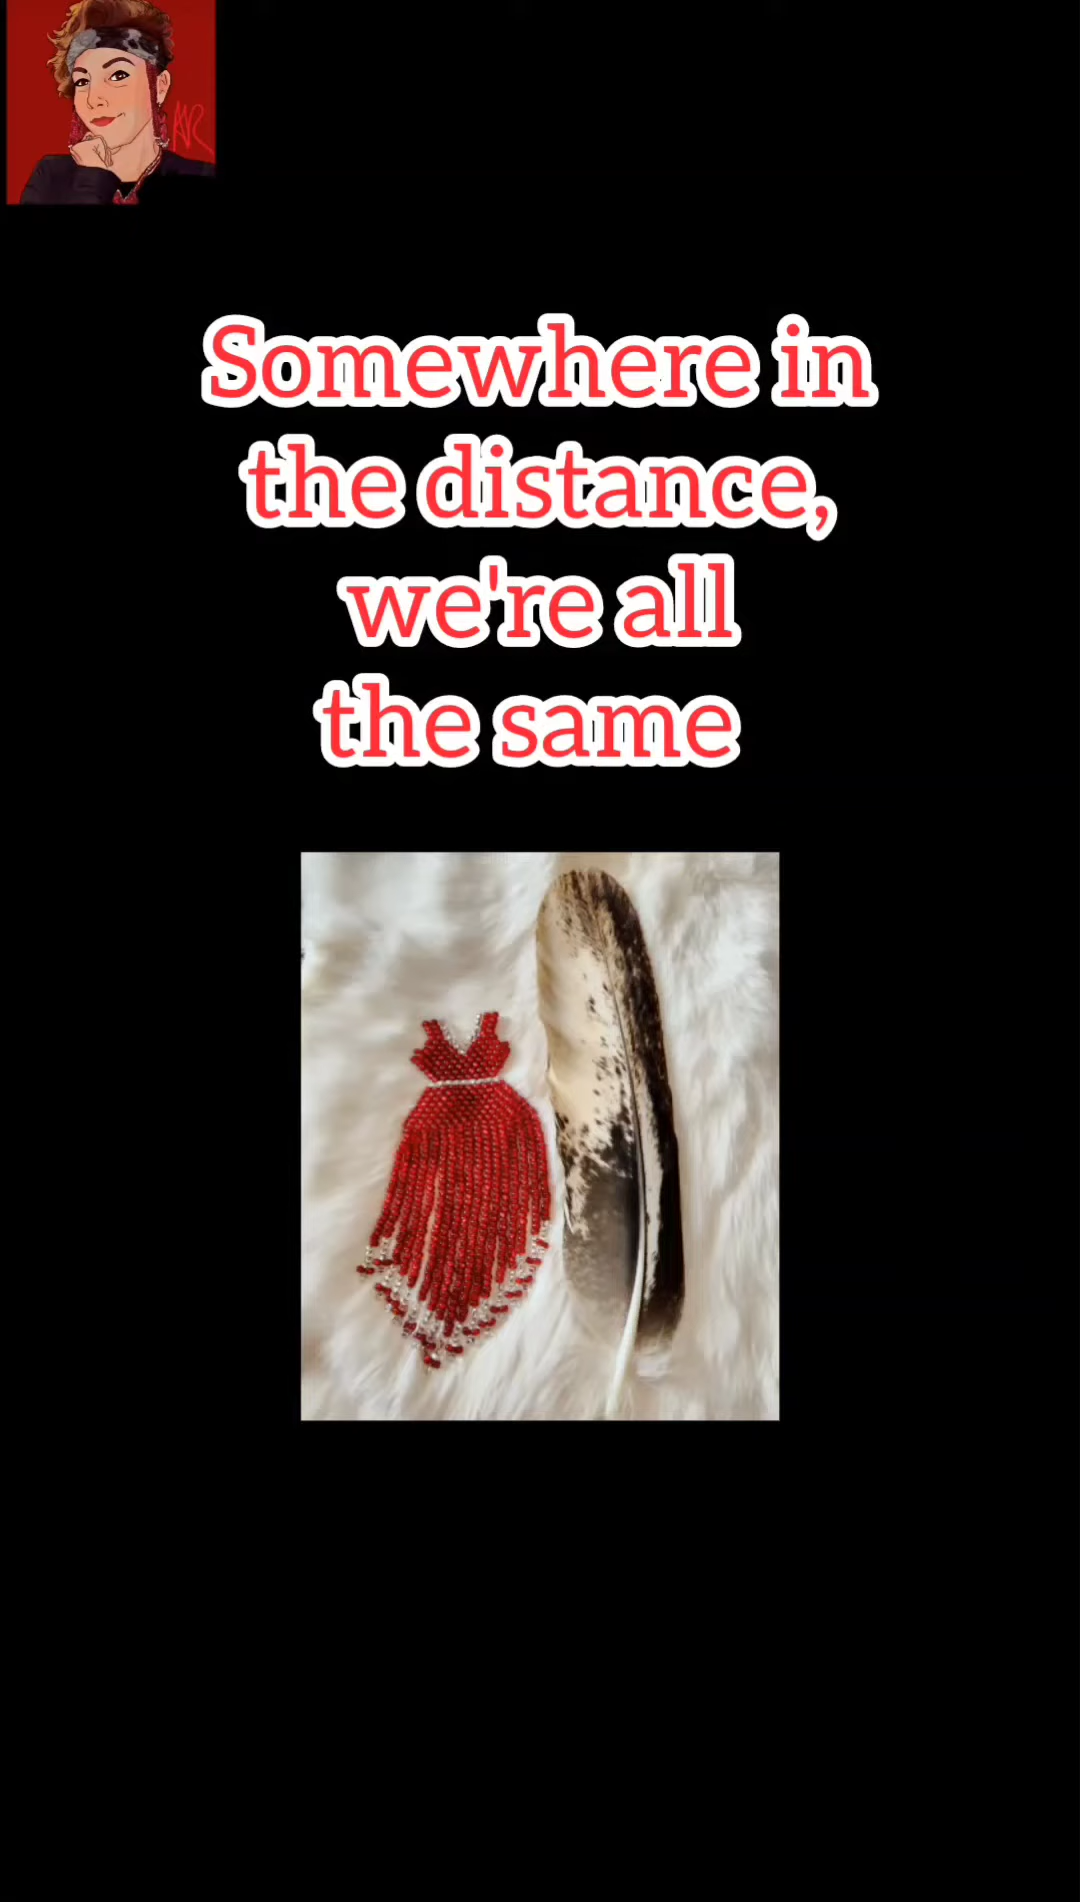 Somewhere in
the distance,
we're all
the same